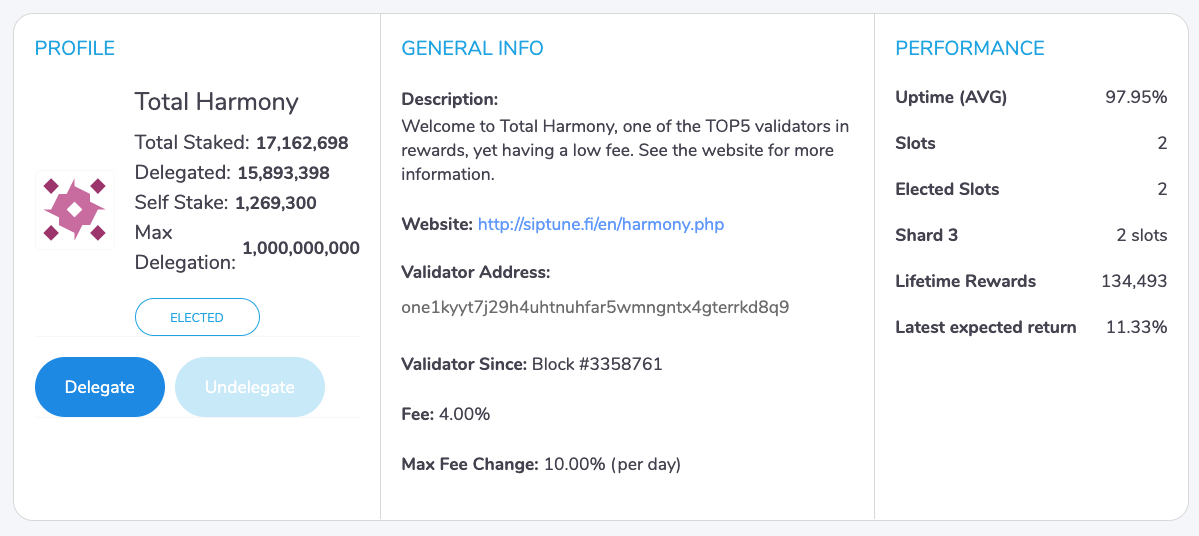 PROFILE
Total Harmony
Total Staked: 17,162,698
Delegated: 15,893,398
Self Stake: 1,269,300
Max
Delegation: 1,000,000,000
ELECTED
Delegate
Undelegate
GENERAL INFO
Description:
Welcome to Total Harmony, one of the TOP5 validators in
rewards, yet having a low fee. See the website for more
information.
Website: http://siptune.fi/en/harmony.php
Validator Address:
one1kyyt7j29h4uhtnuhfar5wmngntx4gterrkd8q9
Validator Since: Block #3358761
Fee: 4.00%
Max Fee Change: 10.00% (per day)
PERFORMANCE
Uptime (AVG) 97.95%
Slots 2
Elected Slots 2
Shard 3 2 slots
Lifetime Rewards 134,493
Latest expected return 11.33%